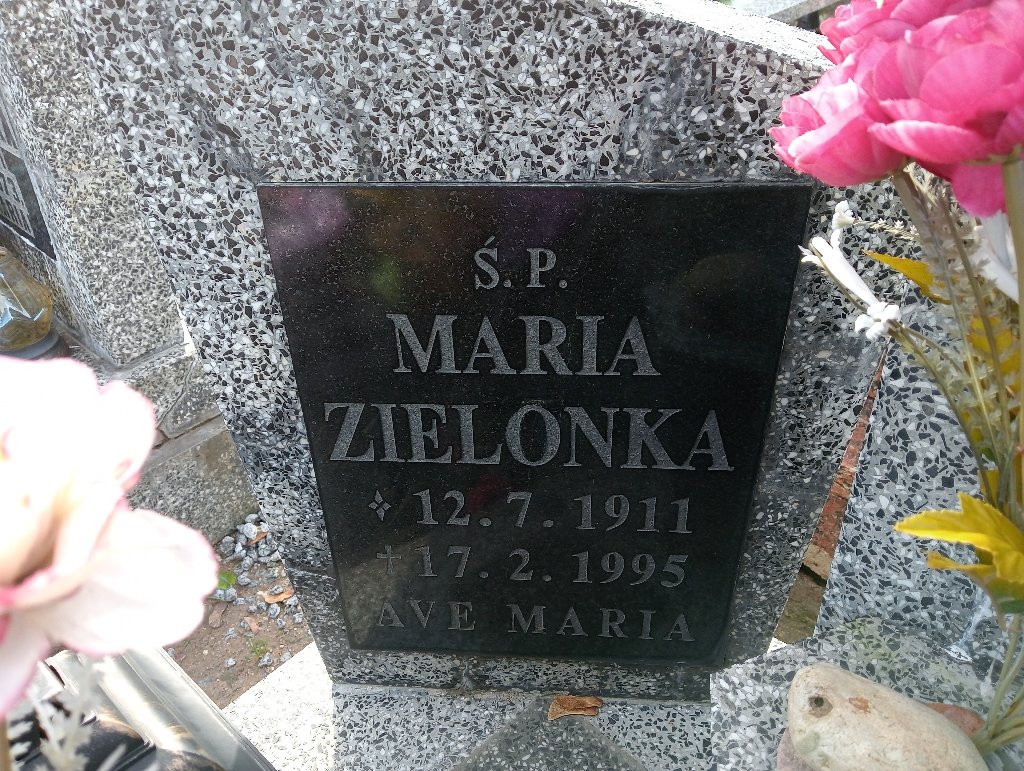 Ś.P.
MARIA
ZIELONKA
12.7.1911
✝17.2.1995
AVE MARIA